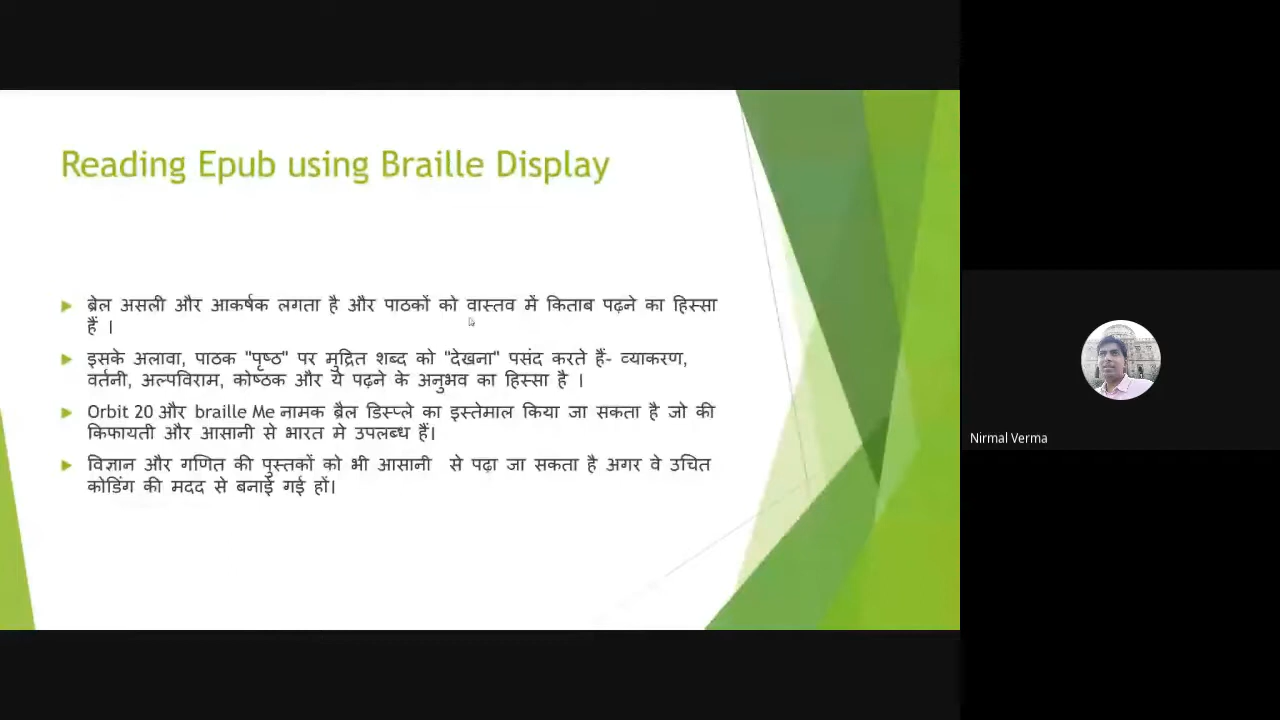 Reading Epub using Braille Display
ब्रेल असली और आकर्षक लगता है और पाठकों को वास्तव में किताब पढ़ने का हिस्सा
हैं ।
इसके अलावा, पाठक "पृष्ठ" पर मुद्रित शब्द को "देखना" पसंद करते हैं- व्याकरण,
वर्तनी, अल्पविराम, कोष्ठक और ये पढ़ने के अनुभव का हिस्सा है ।
Orbit 20 और braille Me नामक ब्रैल डिस्प्ले का इस्तेमाल किया जा सकता है जो की
किफायती और आसानी से भारत मे उपलब्ध हैं।
विज्ञान और गणित की पुस्तकों को भी आसानी से पढ़ा जा सकता है अगर वे उचित
कोडिंग की मदद से बनाई गई हों।
Nirmal Verma